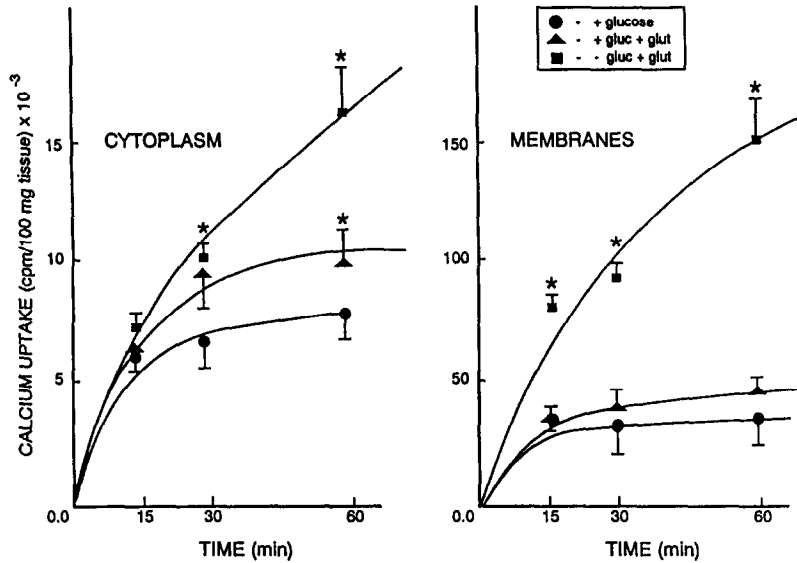 ● - + glucose
▲ - + gluc + glut
■ - - gluc + glut
CALCIUM UPTAKE (cpm/100 mg tissue) x 10 -3
CYTOPLASM
*
*
*
15
10
5
0.0
15
30
60
TIME (min)
MEMBRANES
*
*
*
150
100
50
0.0
15
30
60
TIME (min)